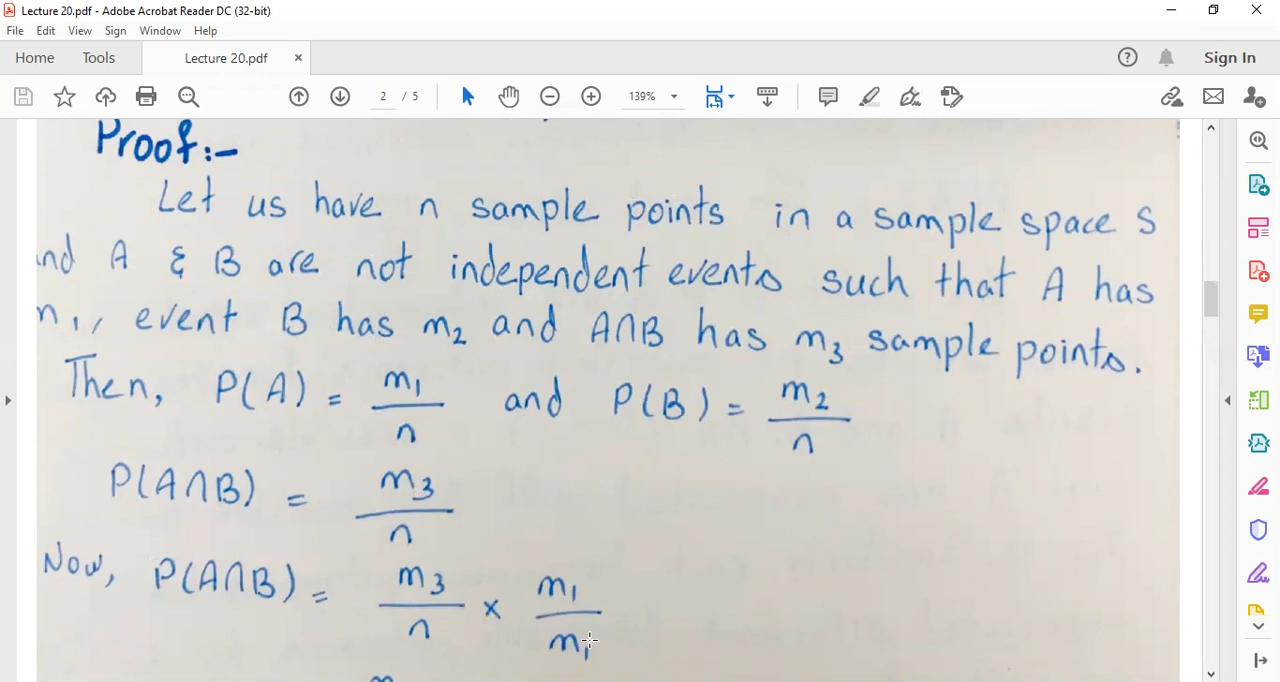 Lecture 20.pdf - Adobe Acrobat Reader DC (32-bit)
File Edit View Sign Window Help
Home Tools Lecture 20.pdf × Sign In
2 / 5 139%
Proof:-
Let us have n sample points in a sample space S
nd A & B are not independent events such that A has
m1, event B has m2 and A∩B has m3 sample points.
Then, P(A) = m1/n and P(B) = m2/n
P(A∩B) = m3/n
Now, P(A∩B) = m3/n × m1/m1